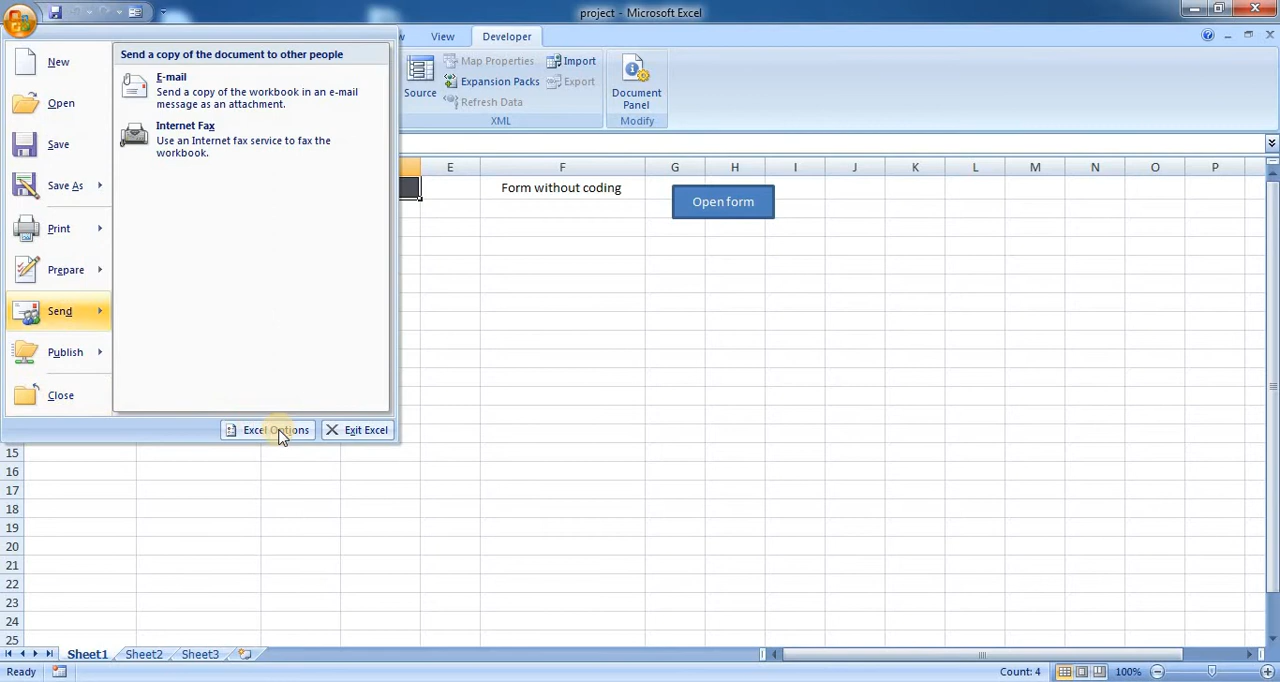 project - Microsoft Excel
View
Developer
Send a copy of the document to other people
New
E-mail
Send a copy of the workbook in an e-mail
message as an attachment.
Open
Internet Fax
Use an Internet fax service to fax the
workbook.
Save
Save As
Print
Prepare
Send
Publish
Close
Excel Options
Exit Excel
Source
Map Properties
Expansion Packs
Refresh Data
Import
Export
XML
Document
Panel
Modify
E F G H I J K L M N O P
Form without coding
Open form
15
16
17
18
19
20
21
22
23
24
25
Sheet1 Sheet2 Sheet3
Ready
Count: 4
100%